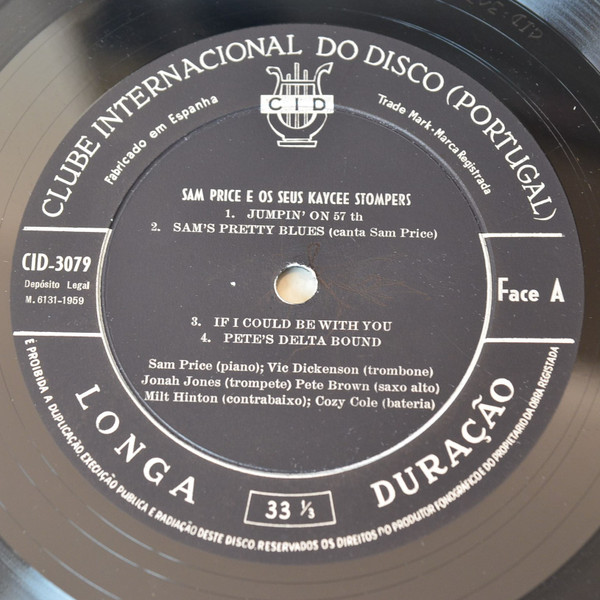 CLUBE INTERNACIONAL DO DISCO (PORTUGAL)
Fabricado em Espanha
CID
Trade Mark - Marca Registrada
SAM PRICE E OS SEUS KAYCEE STOMPERS
1. JUMPIN' ON 57 th
2. SAM'S PRETTY BLUES (canta Sam Price)
CID-3079
Depósito Legal
M. 6131-1959
Face A
3. IF I COULD BE WITH YOU
4. PETE'S DELTA BOUND
Sam Price (piano); Vic Dickenson (trombone)
Jonah Jones (trompete) Pete Brown (saxo alto)
Milt Hinton (contrabaixo); Cozy Cole (bateria)
LONGA DURAÇÃO
33 ⅓
É PROIBIDA A DUPLICAÇÃO, EXECUÇÃO PUBLICA E RADIAÇÃO DESTE DISCO. RESERVADOS OS DIREITOS DO PRODUTOR FONOGRÁFICO E DO PROPRIETARIO DA OBRA REGISTADA